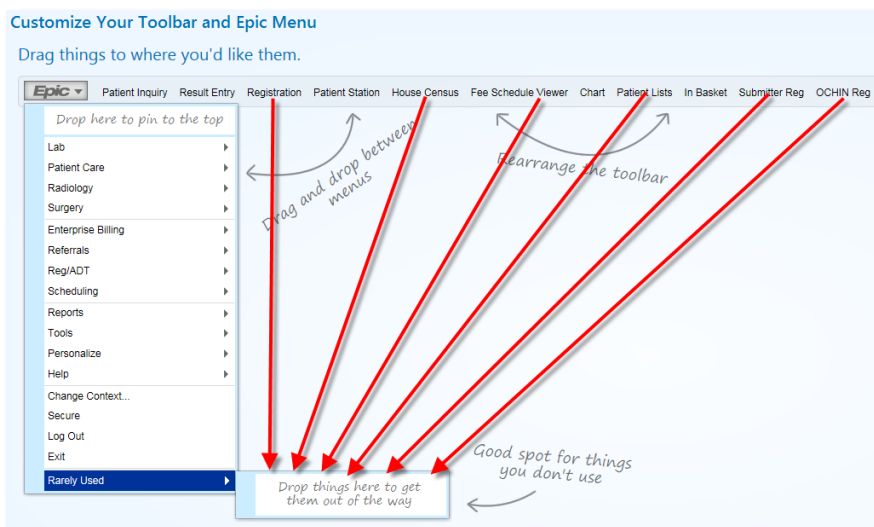 Customize Your Toolbar and Epic Menu
Drag things to where you'd like them.
Epic Patient Inquiry Result Entry Registration Patient Station House Census Fee Schedule Viewer Chart Patient Lists In Basket Submitter Reg OCHIN Reg
Drop here to pin to the top
Lab
Patient Care
Radiology
Surgery
Enterprise Billing
Referrals
Reg/ADT
Scheduling
Reports
Tools
Personalize
Help
Change Context...
Secure
Log Out
Exit
Rarely Used
Drag and drop between
menus
Rearrange the toolbar
Good spot for things
you don't use
Drop things here to get
them out of the way